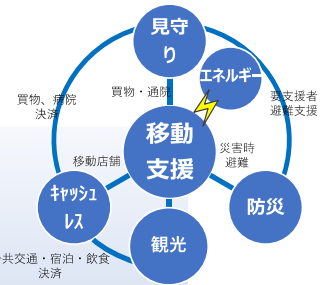 見守
り
エネルギー
買物、病院
決済
買物・通院
要支援者
避難支援
移動
支援
災害時
避難
移動店舗
ｷｬｯｼｭ
ﾚｽ
防災
観光
共交通・宿泊・飲食
決済